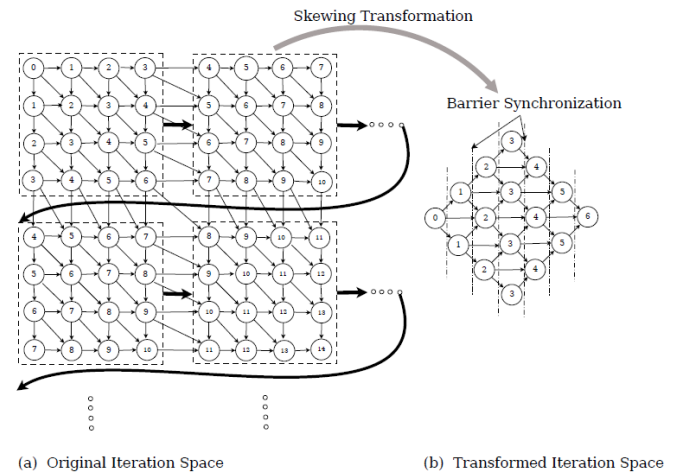 Skewing Transformation
0 1 2 3 4 5 6 7
1 2 3 4 5 6 7 8
2 3 4 5 6 7 8 9
3 4 5 6 7 8 9 10
4 5 6 7 8 9 10 11
5 6 7 8 9 10 11 12
6 7 8 9 10 11 12 13
7 8 9 10 11 12 13 14
Barrier Synchronization
3
2 4
1 3 5
0 2 4 6
1 3 5
2 4
3
(a) Original Iteration Space
(b) Transformed Iteration Space